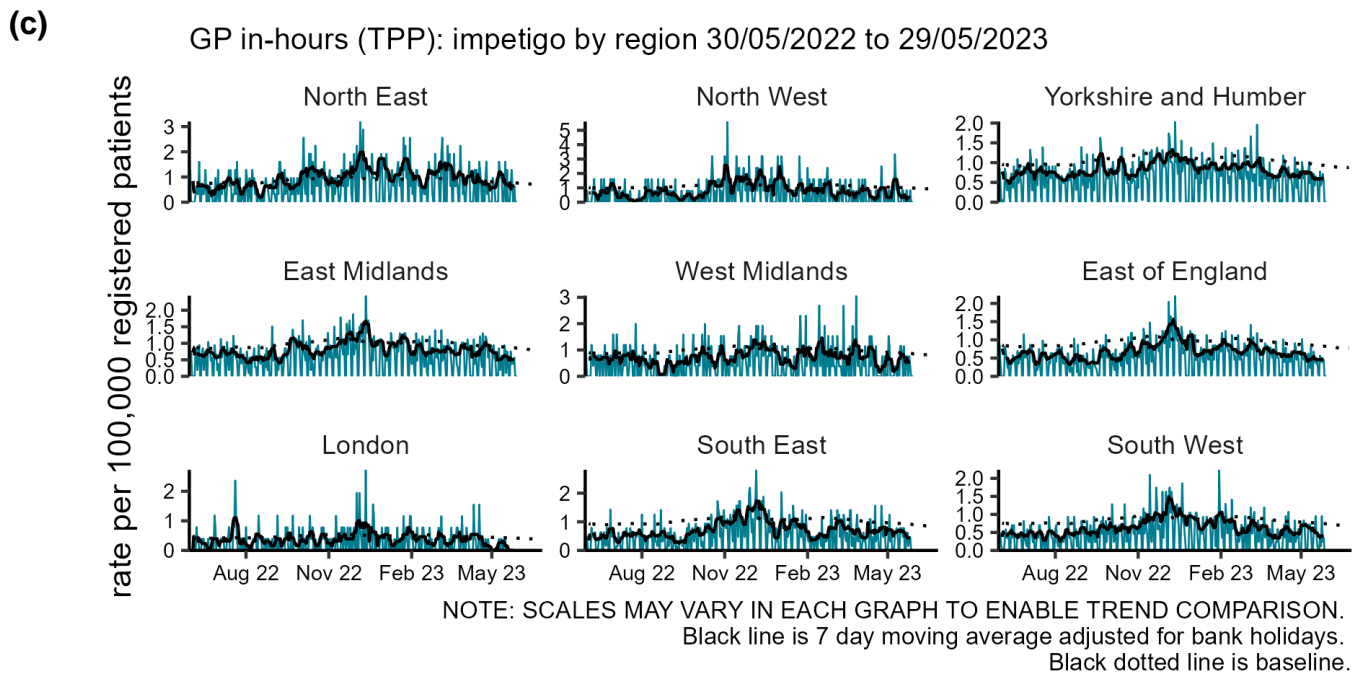 (c)
GP in-hours (TPP): impetigo by region 30/05/2022 to 29/05/2023
rate per 100,000 registered patients
North East
3
2
1
0
North West
5
4
3
2
1
0
Yorkshire and Humber
2.0
1.5
1.0
0.5
0.0
East Midlands
2.0
1.5
1.0
0.5
0.0
West Midlands
3
2
1
0
East of England
2.0
1.5
1.0
0.5
0.0
London
2
1
0
Aug 22 Nov 22 Feb 23 May 23
South East
2
1
0
Aug 22 Nov 22 Feb 23 May 23
South West
2.0
1.5
1.0
0.5
0.0
Aug 22 Nov 22 Feb 23 May 23
NOTE: SCALES MAY VARY IN EACH GRAPH TO ENABLE TREND COMPARISON.
Black line is 7 day moving average adjusted for bank holidays.
Black dotted line is baseline.